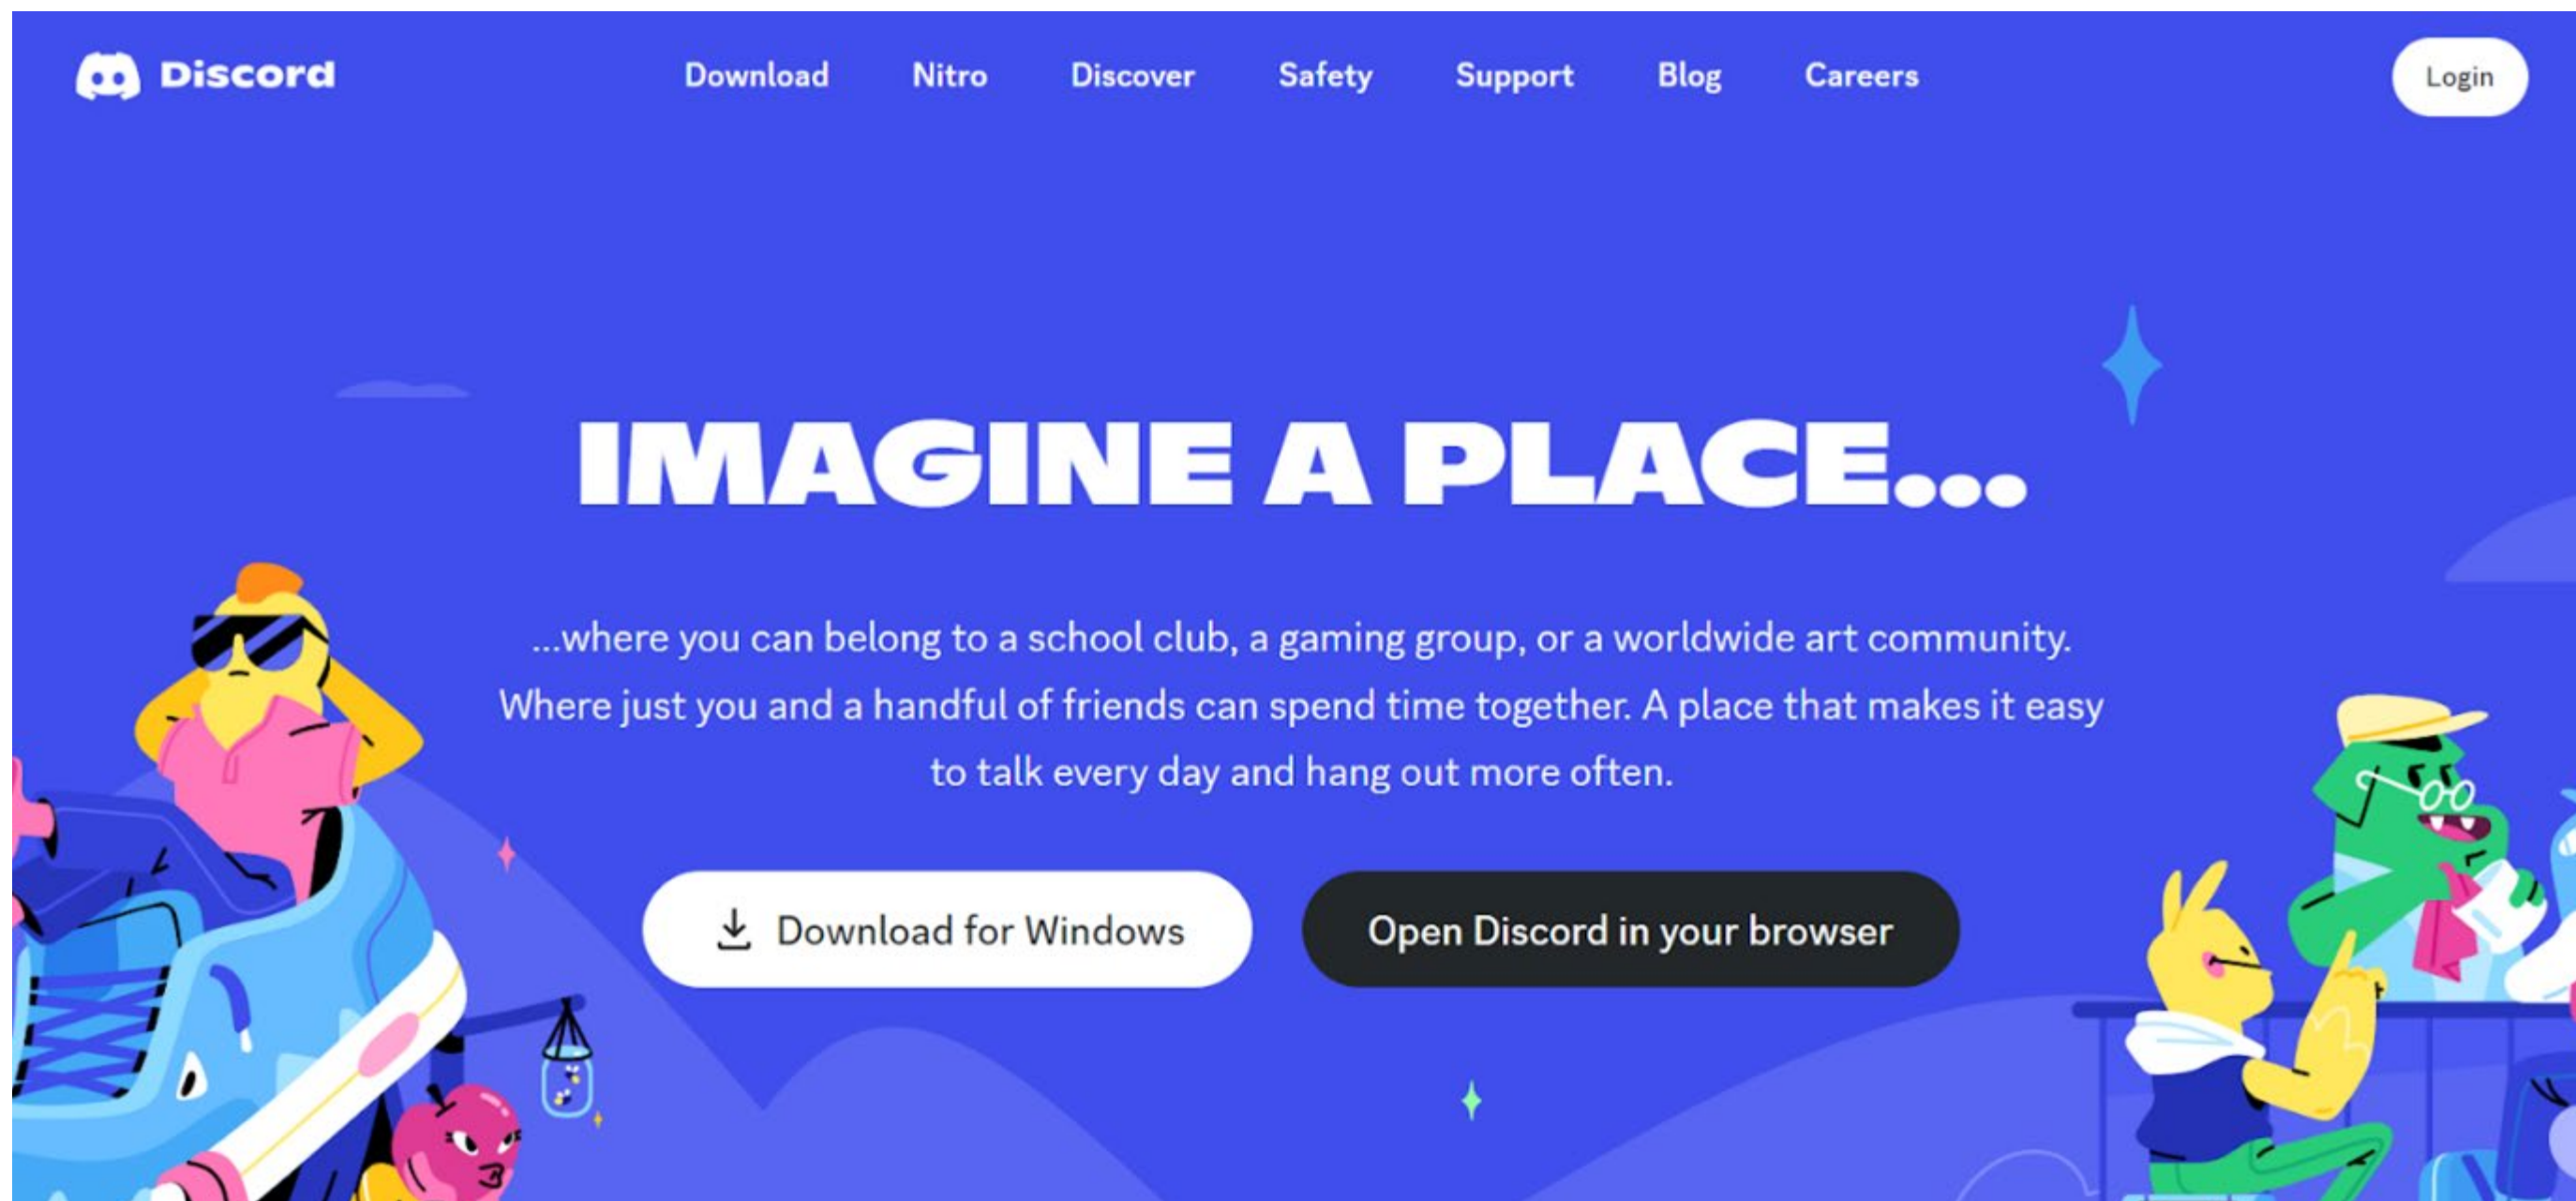 Discord
Download Nitro Discover Safety Support Blog Careers
Login
IMAGINE A PLACE...
...where you can belong to a school club, a gaming group, or a worldwide art community.
Where just you and a handful of friends can spend time together. A place that makes it easy
to talk every day and hang out more often.
Download for Windows
Open Discord in your browser